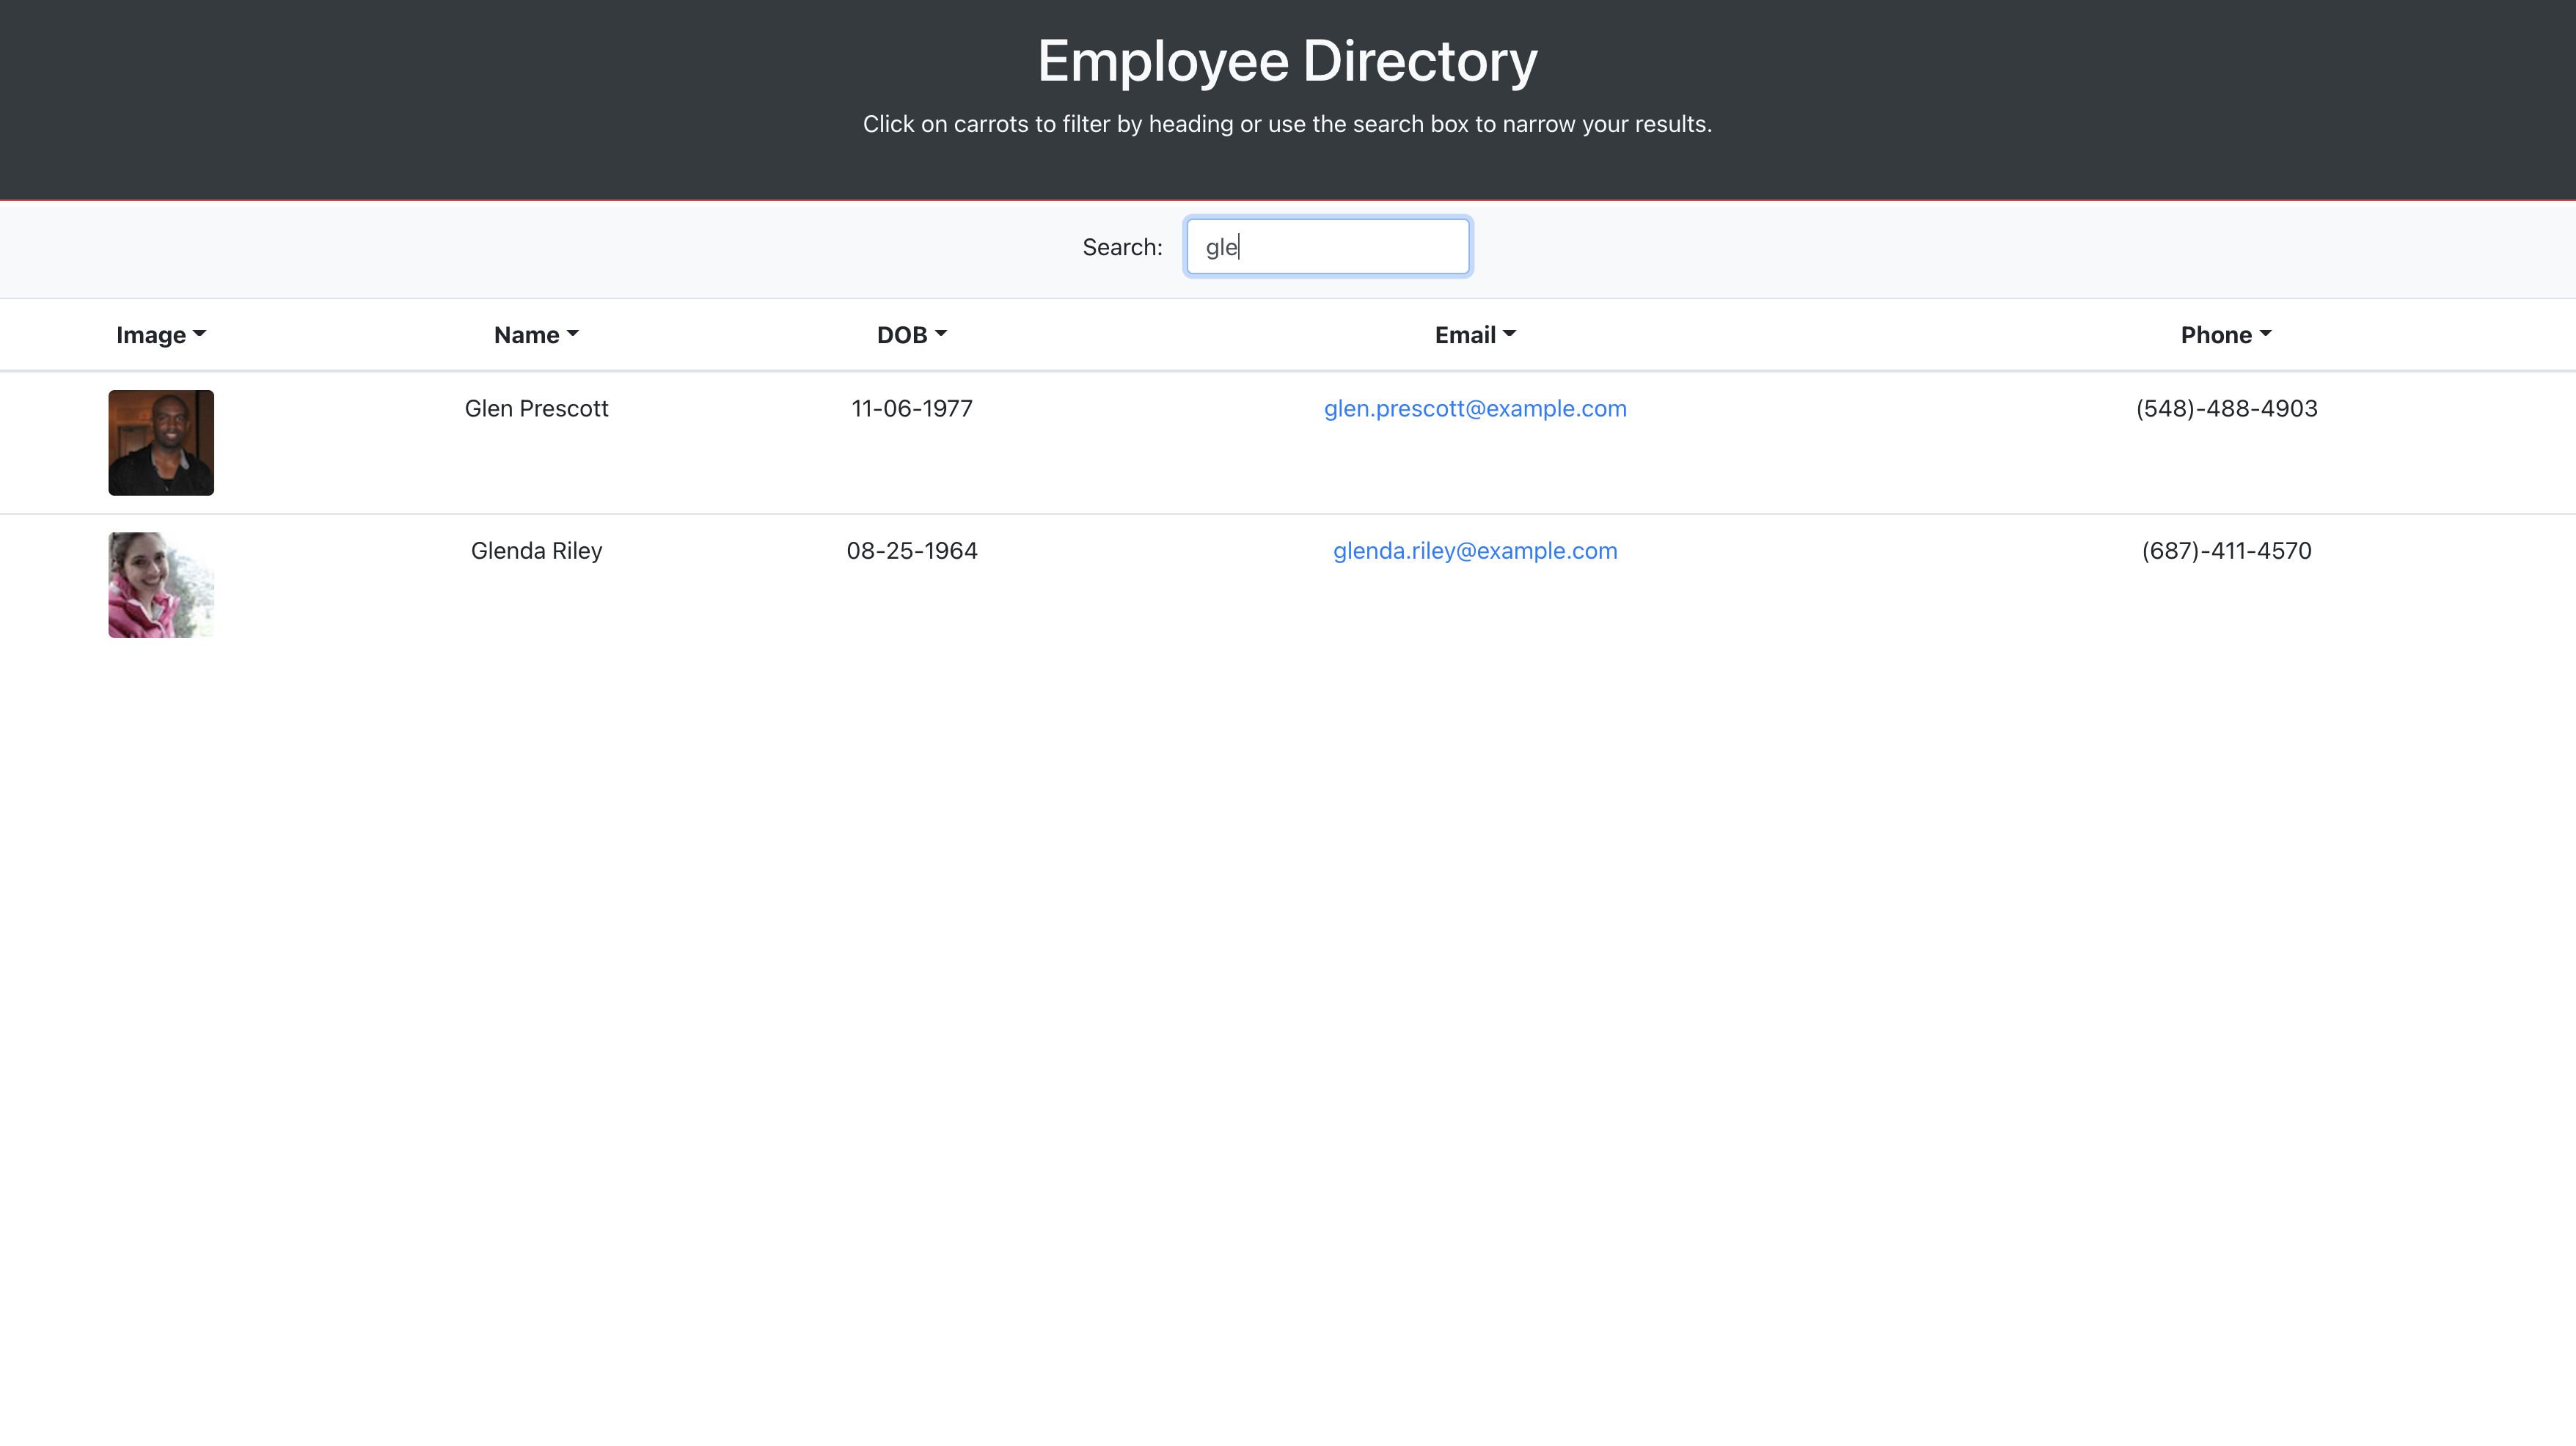 Employee Directory
Click on carrots to filter by heading or use the search box to narrow your results.
Search: gle
Image Name DOB Email Phone
Glen Prescott 11-06-1977 glen.prescott@example.com (548)-488-4903
Glenda Riley 08-25-1964 glenda.riley@example.com (687)-411-4570